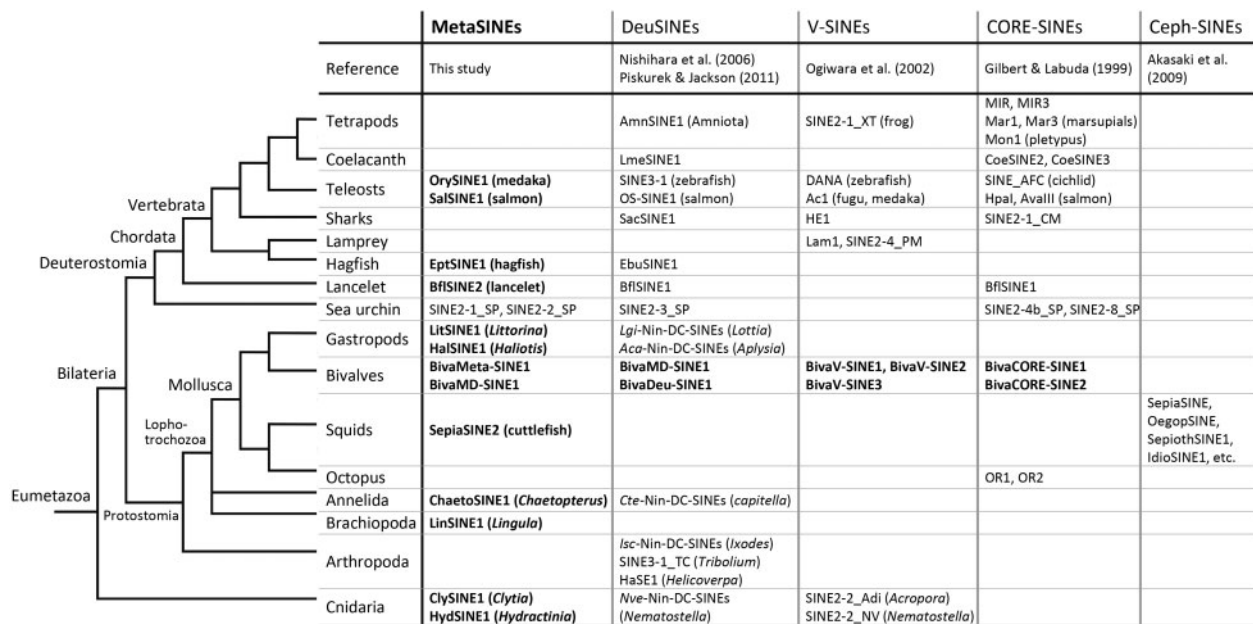 MetaSINEs DeuSINEs V-SINEs CORE-SINEs Ceph-SINEs
Reference This study Nishihara et al. (2006) Ogiwara et al. (2002) Gilbert & Labuda (1999) Akasaki et al.
Piskurek & Jackson (2011) (2009)
MIR, MIR3
Tetrapods AmnSINE1 (Amniota) SINE2-1_XT (frog) Mar1, Mar3 (marsupials)
Mon1 (pletypus)
Coelacanth LmeSINE1 CoeSINE2, CoeSINE3
Teleosts OrySINE1 (medaka) SINE3-1 (zebrafish) DANA (zebrafish) SINE_AFC (cichlid)
SalSINE1 (salmon) OS-SINE1 (salmon) Ac1 (fugu, medaka) HpaI, AvaIII (salmon)
Vertebrata
Sharks SacSINE1 HE1 SINE2-1_CM
Chordata
Lamprey Lam1, SINE2-4_PM
Deuterostomia
Hagfish EptSINE1 (hagfish) EbuSINE1
Lancelet BflSINE2 (lancelet) BflSINE1 BflSINE1
Sea urchin SINE2-1_SP, SINE2-2_SP SINE2-3_SP SINE2-4b_SP, SINE2-8_SP
Gastropods LitSINE1 (Littorina) Lgi-Nin-DC-SINEs (Lottia)
HalSINE1 (Haliotis) Aca-Nin-DC-SINEs (Aplysia)
Bilateria
Bivalves BivaMeta-SINE1 BivaMD-SINE1 BivaV-SINE1, BivaV-SINE2 BivaCORE-SINE1
Mollusca BivaMD-SINE1 BivaDeu-SINE1 BivaV-SINE3 BivaCORE-SINE2
SepiaSINE,
Lopho- OegopSINE,
trochozoa Squids SepiaSINE2 (cuttlefish) SepiothSINE1,
IdioSINE1, etc.
Octopus OR1, OR2
Eumetazoa
Annelida ChaetoSINE1 (Chaetopterus) Cte-Nin-DC-SINEs (capitella)
Protostomia
Brachiopoda LinSINE1 (Lingula)
Isc-Nin-DC-SINEs (Ixodes)
Arthropoda SINE3-1_TC (Tribolium)
HaSE1 (Helicoverpa)
Cnidaria ClySINE1 (Clytia) Nve-Nin-DC-SINEs SINE2-2_Adi (Acropora)
HydSINE1 (Hydractinia) (Nematostella) SINE2-2_NV (Nematostella)